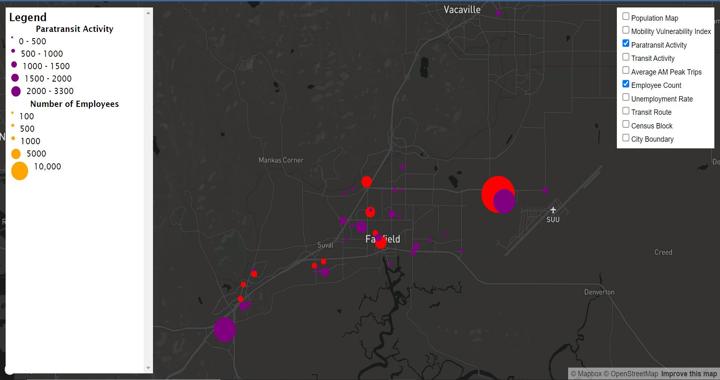 Legend
Paratransit Activity
0 - 500
500 - 1000
1000 - 1500
1500 - 2000
2000 - 3300
Number of Employees
100
500
1000
5000
10,000
Population Map
Mobility Vulnerability Index
Paratransit Activity
Transit Activity
Average AM Peak Trips
Employee Count
Unemployment Rate
Transit Route
Census Block
City Boundary
Vacaville
Mankas Corner
SUU
Fairfield
Suval
Creed
Denverton
© Mapbox © OpenStreetMap Improve this map